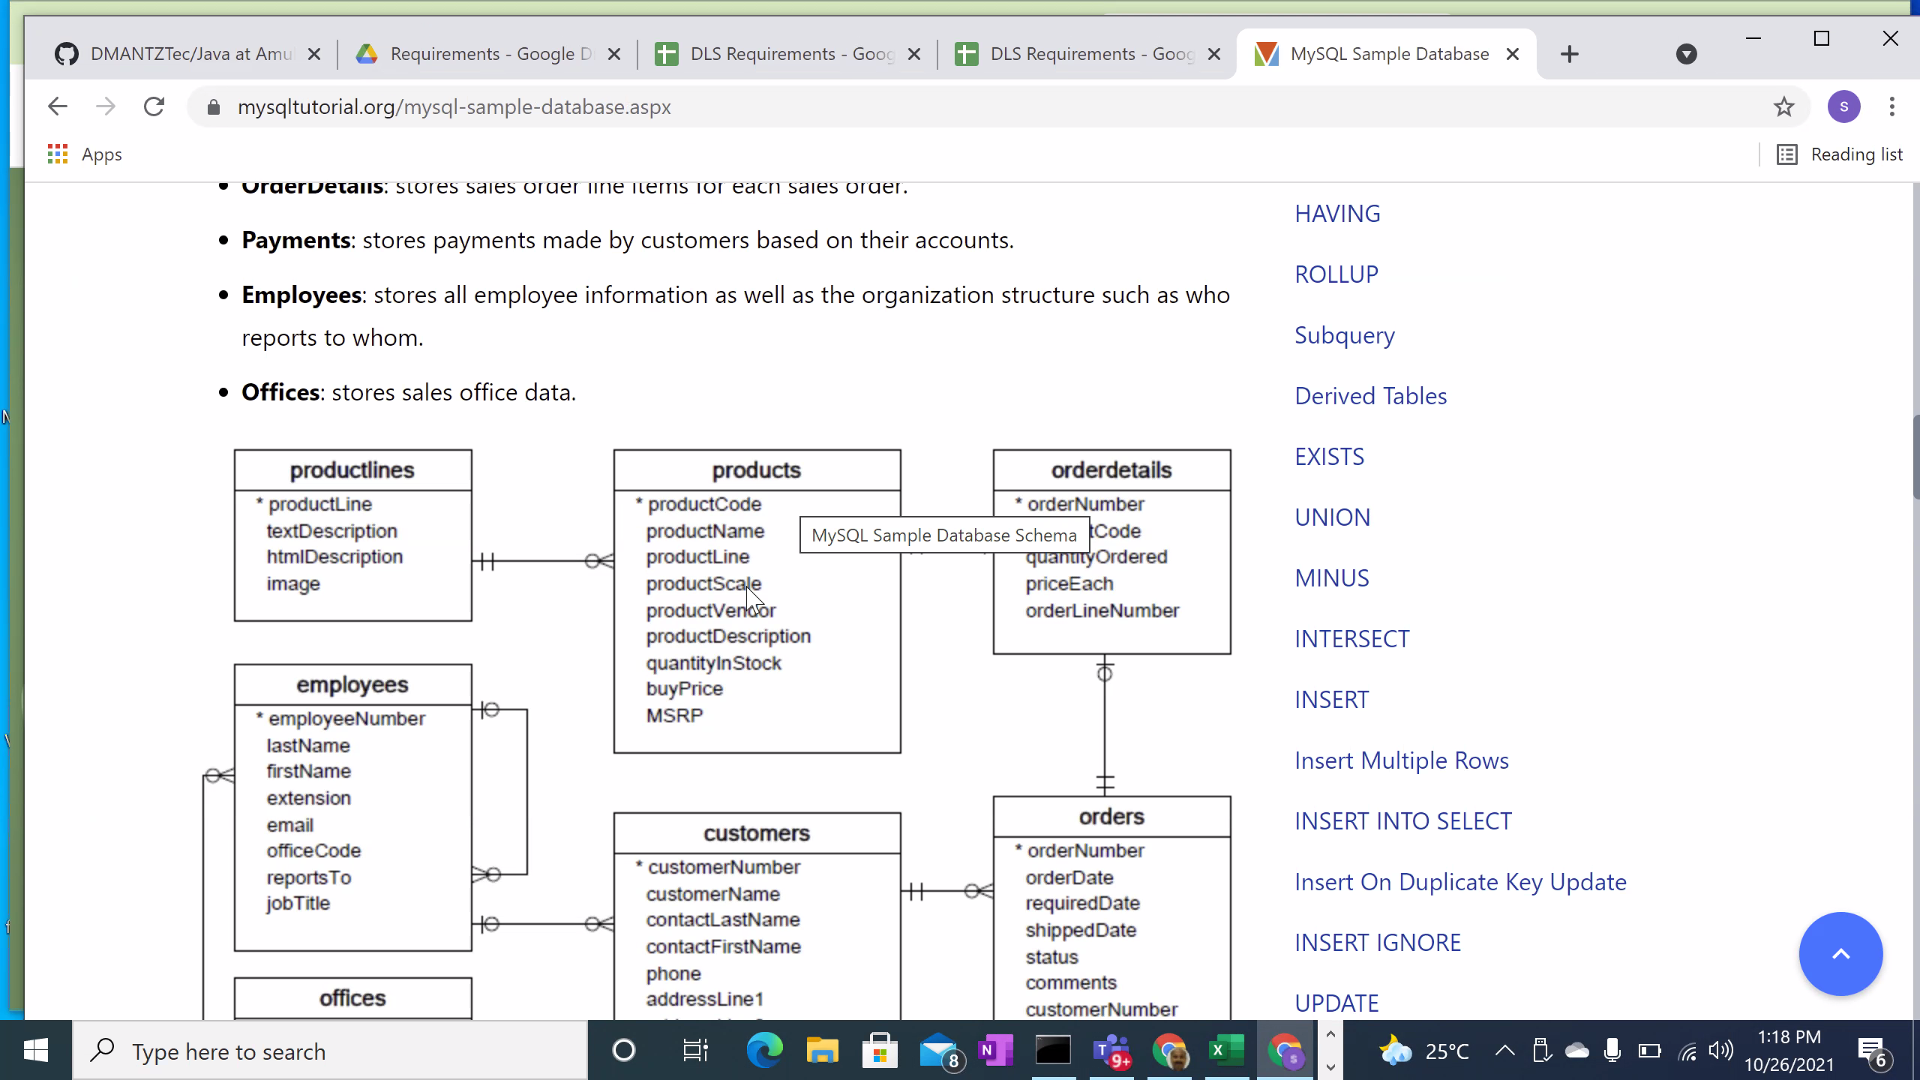 DMANTZTec/Java at Amu
Requirements - Google D
DLS Requirements - Goog
DLS Requirements - Goog
MySQL Sample Database
mysqltutorial.org/mysql-sample-database.aspx
S
Apps
Reading list
OrderDetails: stores sales order line items for each sales order.
Payments: stores payments made by customers based on their accounts.
Employees: stores all employee information as well as the organization structure such as who
reports to whom.
Offices: stores sales office data.
productlines
* productLine
textDescription
htmlDescription
image
products
* productCode
productName
productLine
productScale
productVendor
productDescription
quantityInStock
buyPrice
MSRP
MySQL Sample Database Schema
orderdetails
* orderNumber
tCode
quantityOrdered
priceEach
orderLineNumber
employees
* employeeNumber
lastName
firstName
extension
email
officeCode
reportsTo
jobTitle
customers
* customerNumber
customerName
contactLastName
contactFirstName
phone
addressLine1
orders
* orderNumber
orderDate
requiredDate
shippedDate
status
comments
customerNumber
offices
HAVING
ROLLUP
Subquery
Derived Tables
EXISTS
UNION
MINUS
INTERSECT
INSERT
Insert Multiple Rows
INSERT INTO SELECT
Insert On Duplicate Key Update
INSERT IGNORE
UPDATE
Type here to search
8
9+
25°C
1:18 PM
10/26/2021
6